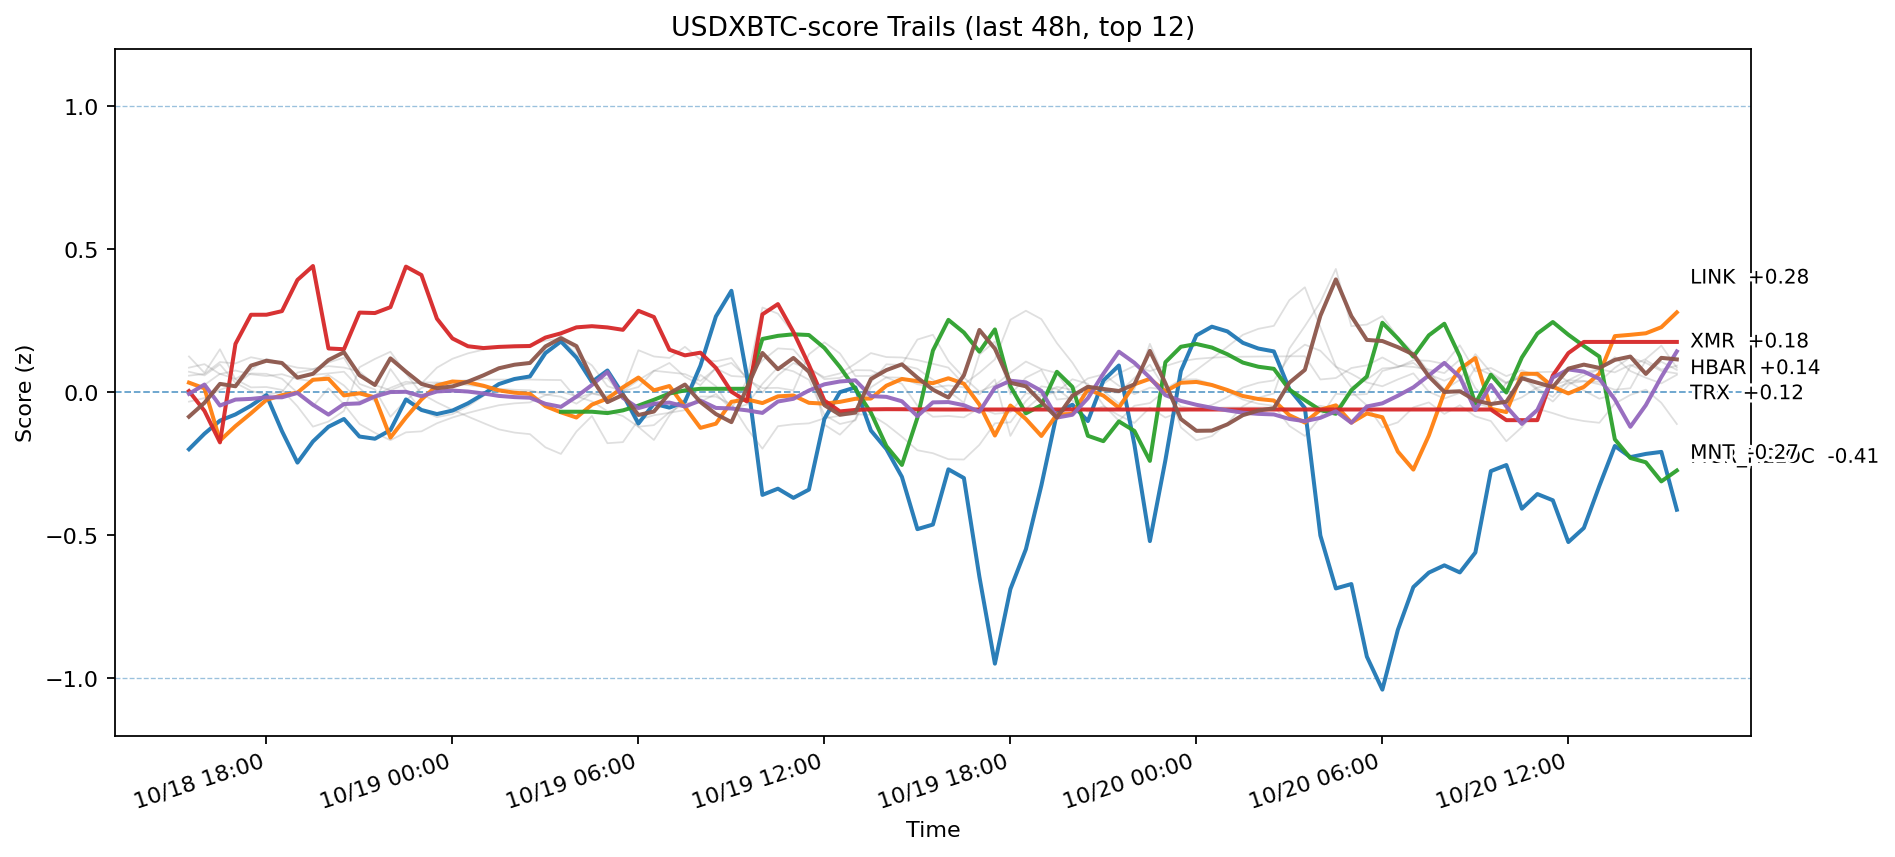 USDXBTC-score Trails (last 48h, top 12)
Score (z)
1.0
0.5
0.0
−0.5
−1.0
LINK +0.28
XMR +0.18
HBAR +0.14
TRX +0.12
MNT -0.27
-0.41
10/18 18:00
10/19 00:00
10/19 06:00
10/19 12:00
10/19 18:00
10/20 00:00
10/20 06:00
10/20 12:00
Time